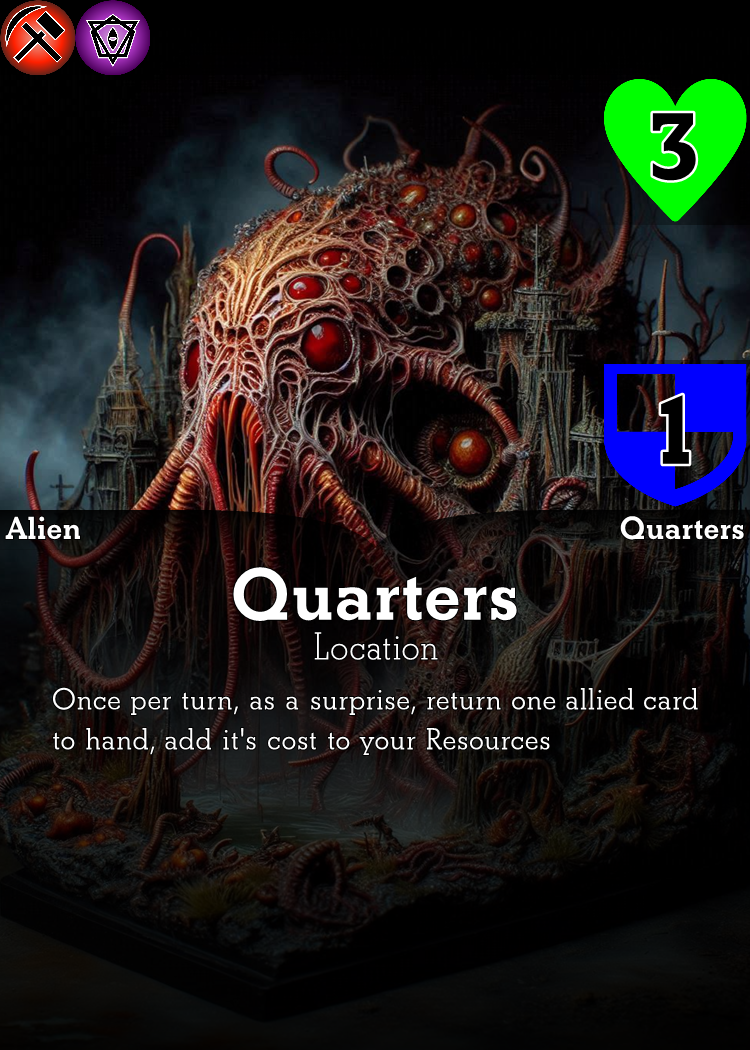 3
1
Alien
Quarters
Quarters
Location
Once per turn, as a surprise, return one allied card
to hand, add it's cost to your Resources